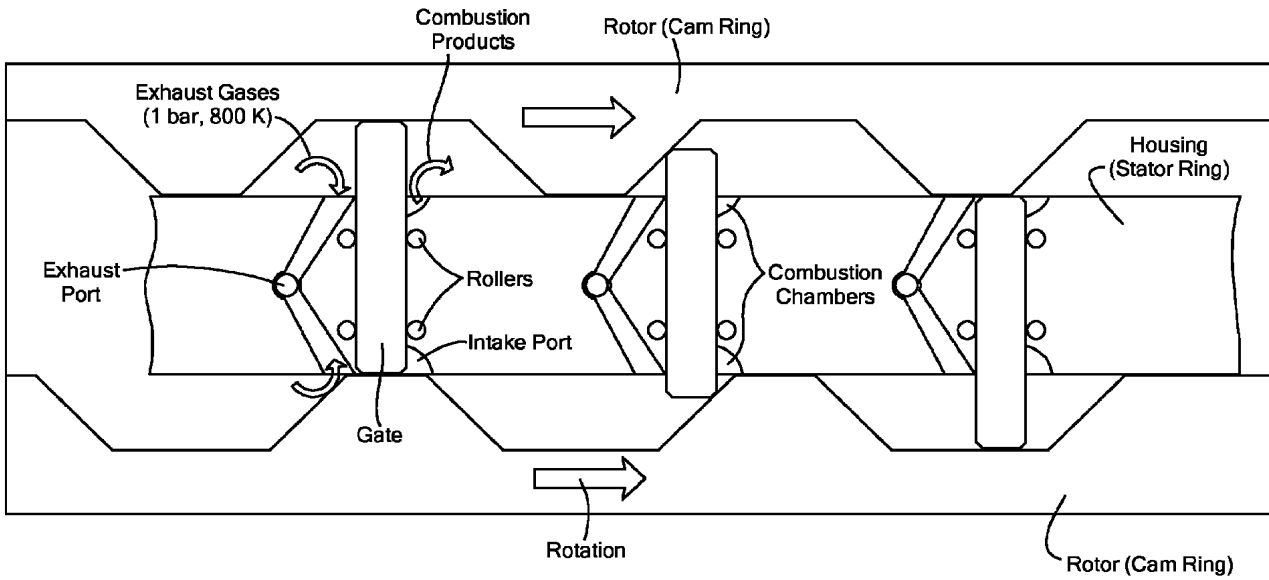 Combustion
Products
Rotor (Cam Ring)
Exhaust Gases
(1 bar, 800 K)
Housing
(Stator Ring)
Exhaust
Port
Rollers
Combustion
Chambers
Intake Port
Gate
Rotation
Rotor (Cam Ring)